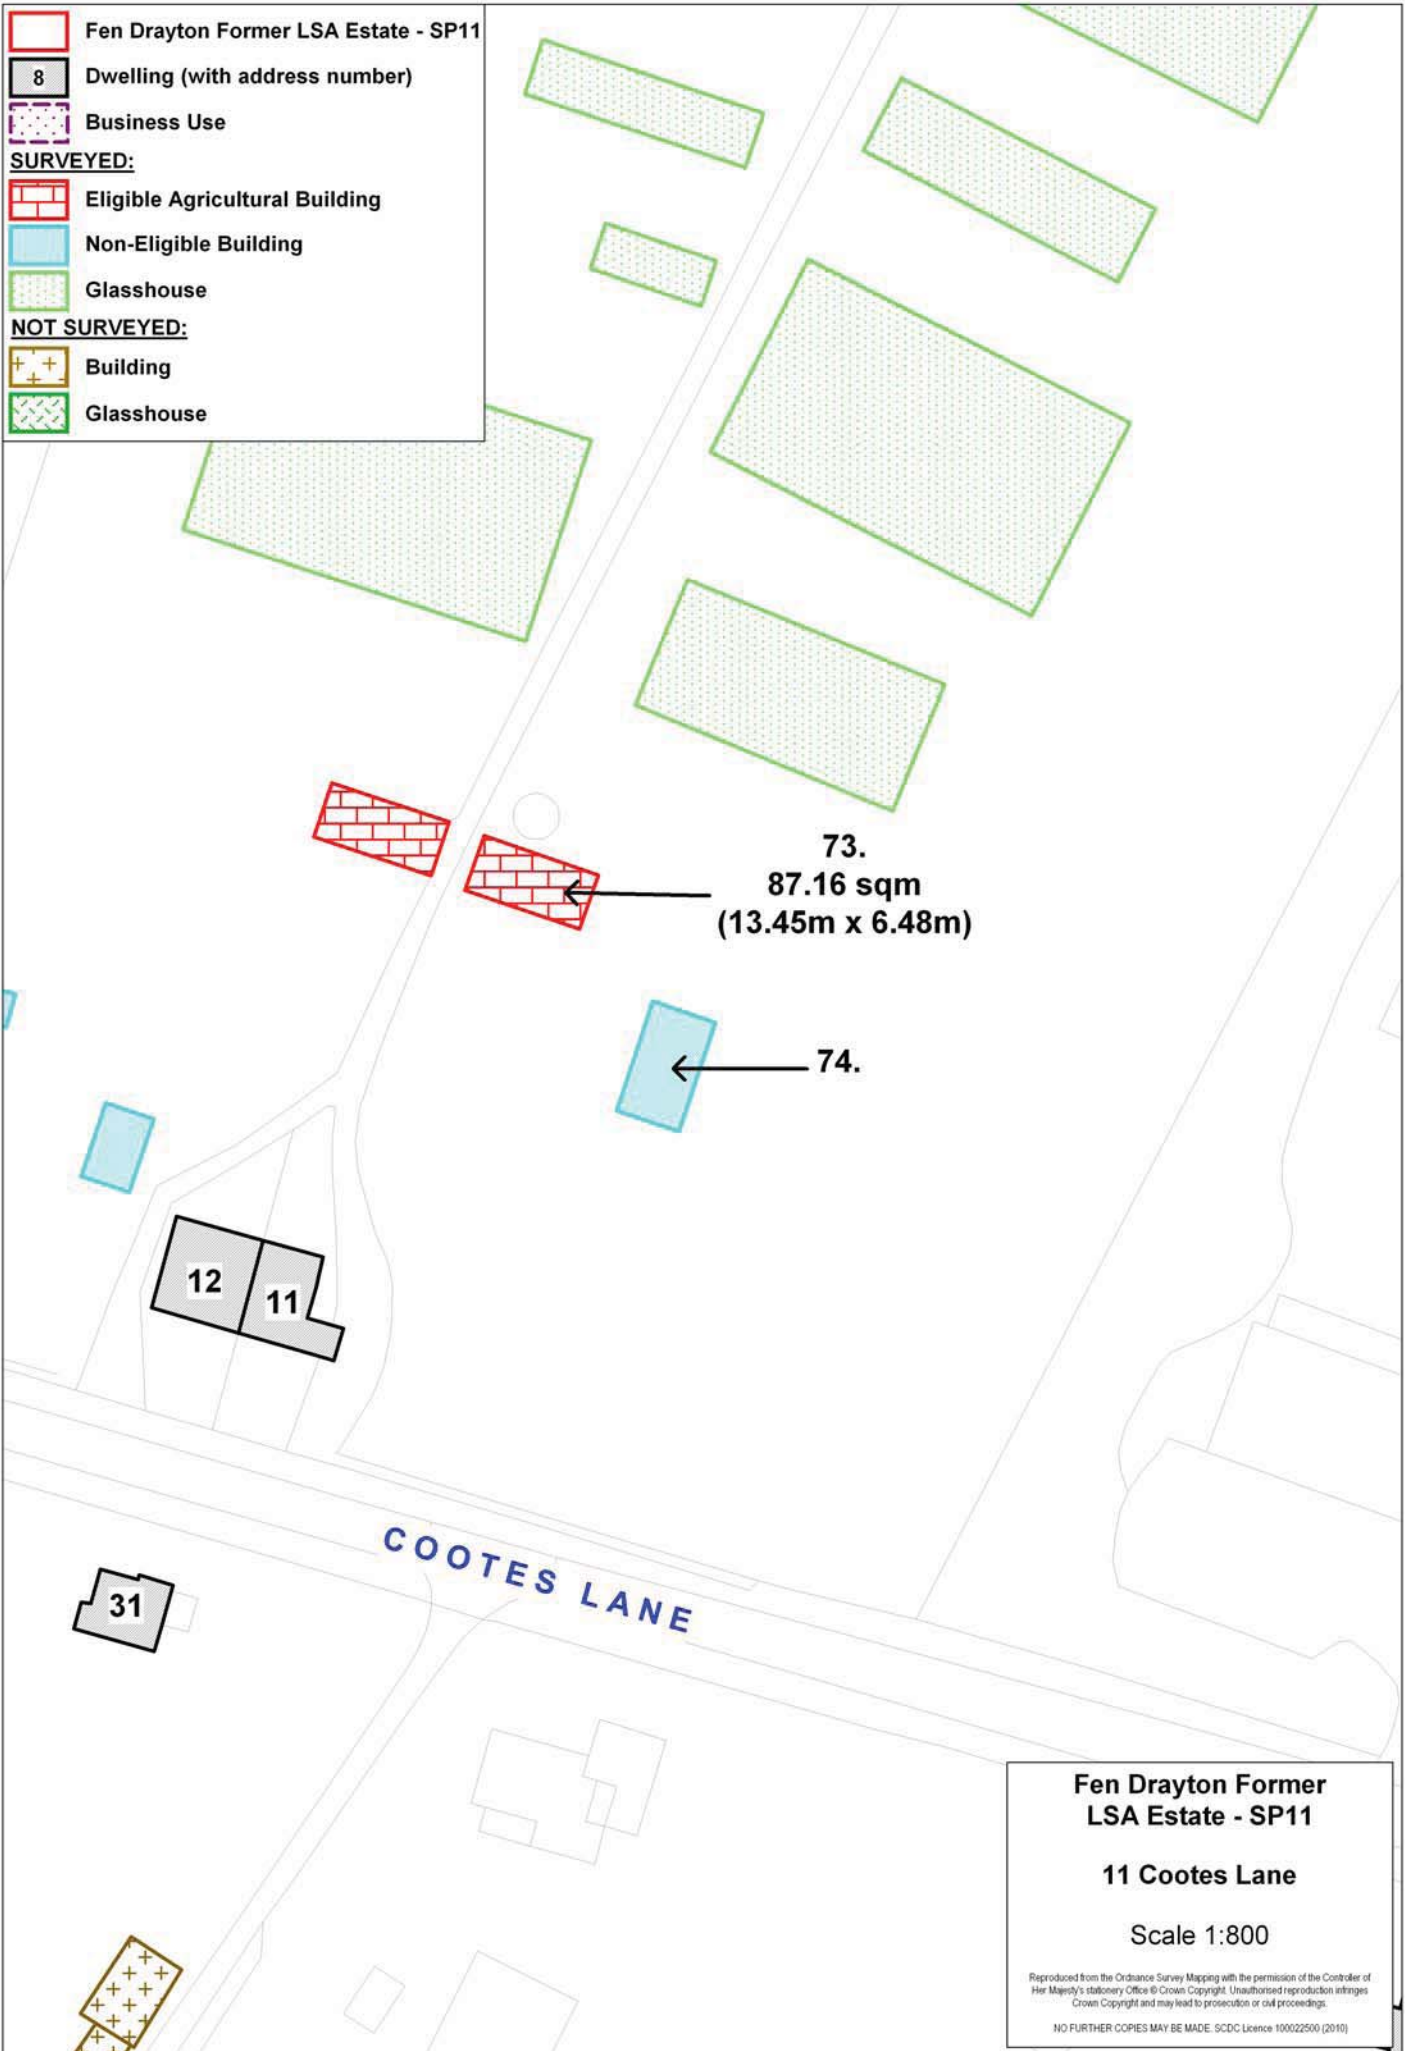 Fen Drayton Former LSA Estate - SP11
8
Dwelling (with address number)
Business Use
SURVEYED:
Eligible Agricultural Building
Non-Eligible Building
Glasshouse
NOT SURVEYED:
Building
Glasshouse
73.
87.16 sqm
(13.45m x 6.48m)
74.
12
11
COOTES LANE
31
Fen Drayton Former
LSA Estate - SP11
11 Cootes Lane
Scale 1:800
Reproduced from the Ordnance Survey Mapping with the permission of the Controller of
Her Majesty's stationery Office © Crown Copyright. Unauthorised reproduction infringes
Crown Copyright and may lead to prosecution or civil proceedings.
NO FURTHER COPIES MAY BE MADE. SCDC Licence 100022500 (2010)